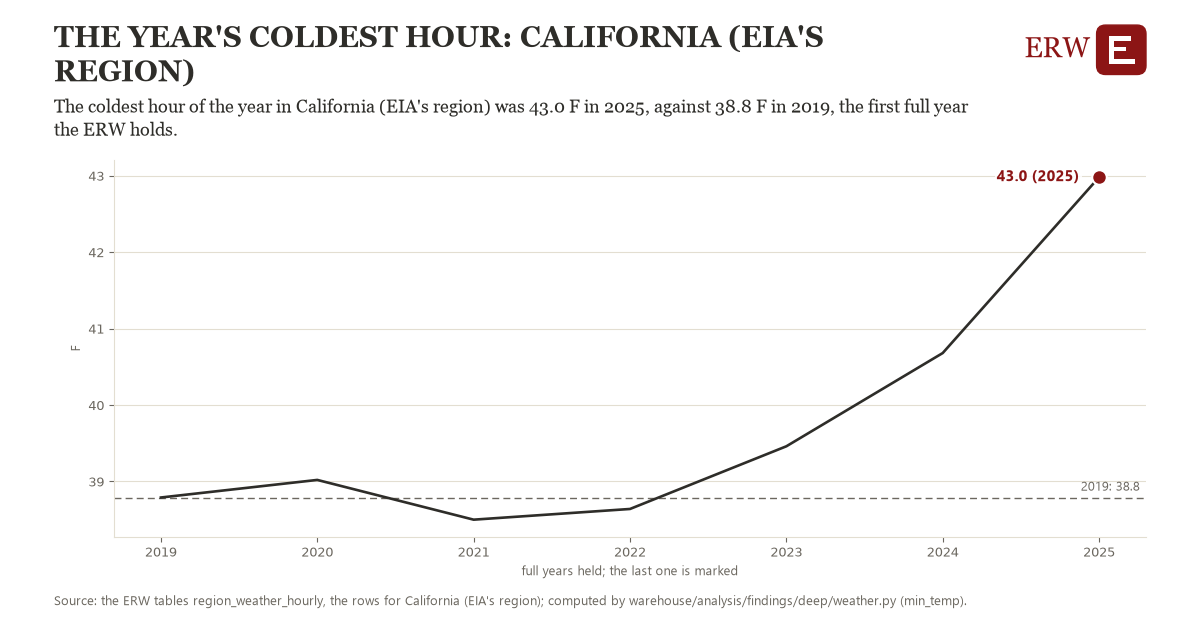 THE YEAR'S COLDEST HOUR: CALIFORNIA (EIA'S
REGION)
ERW E
The coldest hour of the year in California (EIA's region) was 43.0 F in 2025, against 38.8 F in 2019, the first full year
the ERW holds.
43
43.0 (2025)
42
41
F
40
39
2019: 38.8
2019 2020 2021 2022 2023 2024 2025
full years held; the last one is marked
Source: the ERW tables region_weather_hourly, the rows for California (EIA's region); computed by warehouse/analysis/findings/deep/weather.py (min_temp).